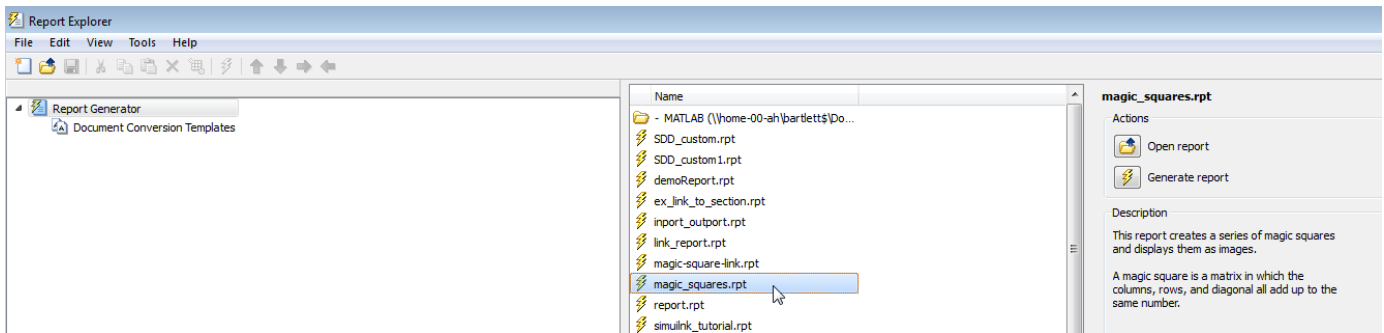 Report Explorer
File Edit View Tools Help
Report Generator
Document Conversion Templates
Name
- MATLAB (\\home-00-ah\bartlett$\Do...
SDD_custom.rpt
SDD_custom1.rpt
demoReport.rpt
ex_link_to_section.rpt
inport_outport.rpt
link_report.rpt
magic-square-link.rpt
magic_squares.rpt
report.rpt
simulnk_tutorial.rpt
magic_squares.rpt
Actions
Open report
Generate report
Description
This report creates a series of magic squares
and displays them as images.
A magic square is a matrix in which the
columns, rows, and diagonal all add up to the
same number.